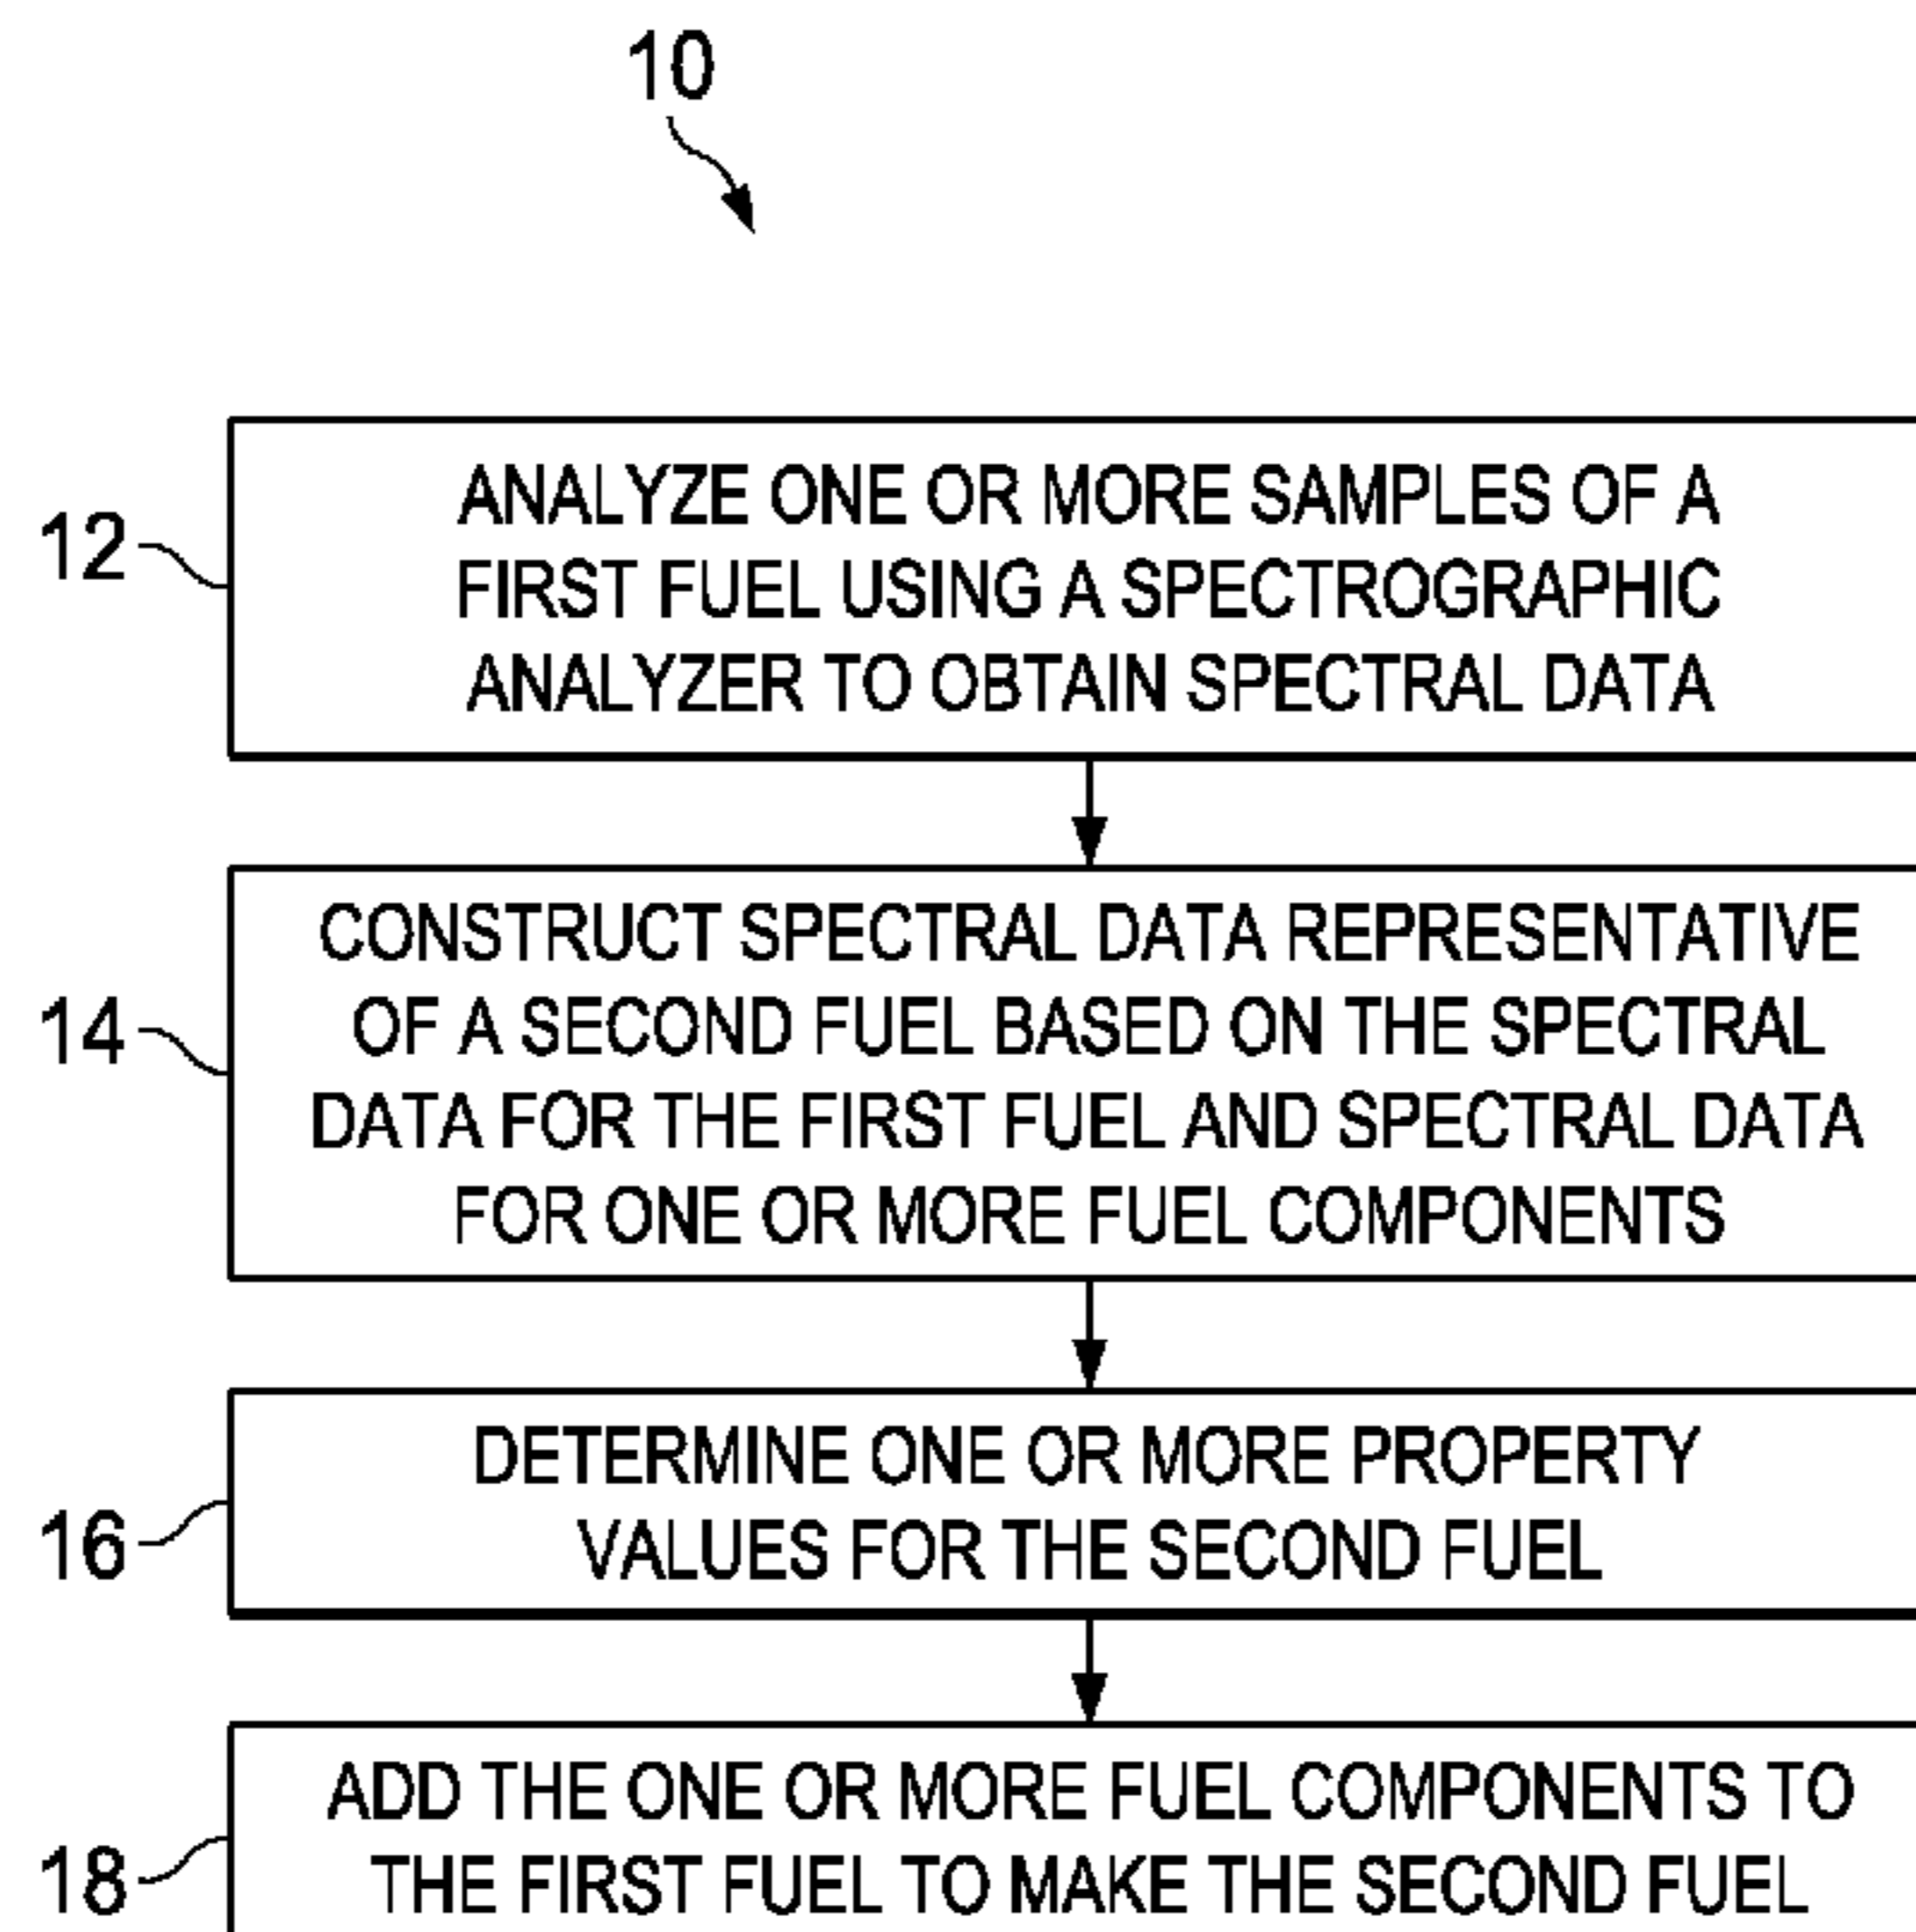 10
12
ANALYZE ONE OR MORE SAMPLES OF A
FIRST FUEL USING A SPECTROGRAPHIC
ANALYZER TO OBTAIN SPECTRAL DATA
14
CONSTRUCT SPECTRAL DATA REPRESENTATIVE
OF A SECOND FUEL BASED ON THE SPECTRAL
DATA FOR THE FIRST FUEL AND SPECTRAL DATA
FOR ONE OR MORE FUEL COMPONENTS
16
DETERMINE ONE OR MORE PROPERTY
VALUES FOR THE SECOND FUEL
18
ADD THE ONE OR MORE FUEL COMPONENTS TO
THE FIRST FUEL TO MAKE THE SECOND FUEL